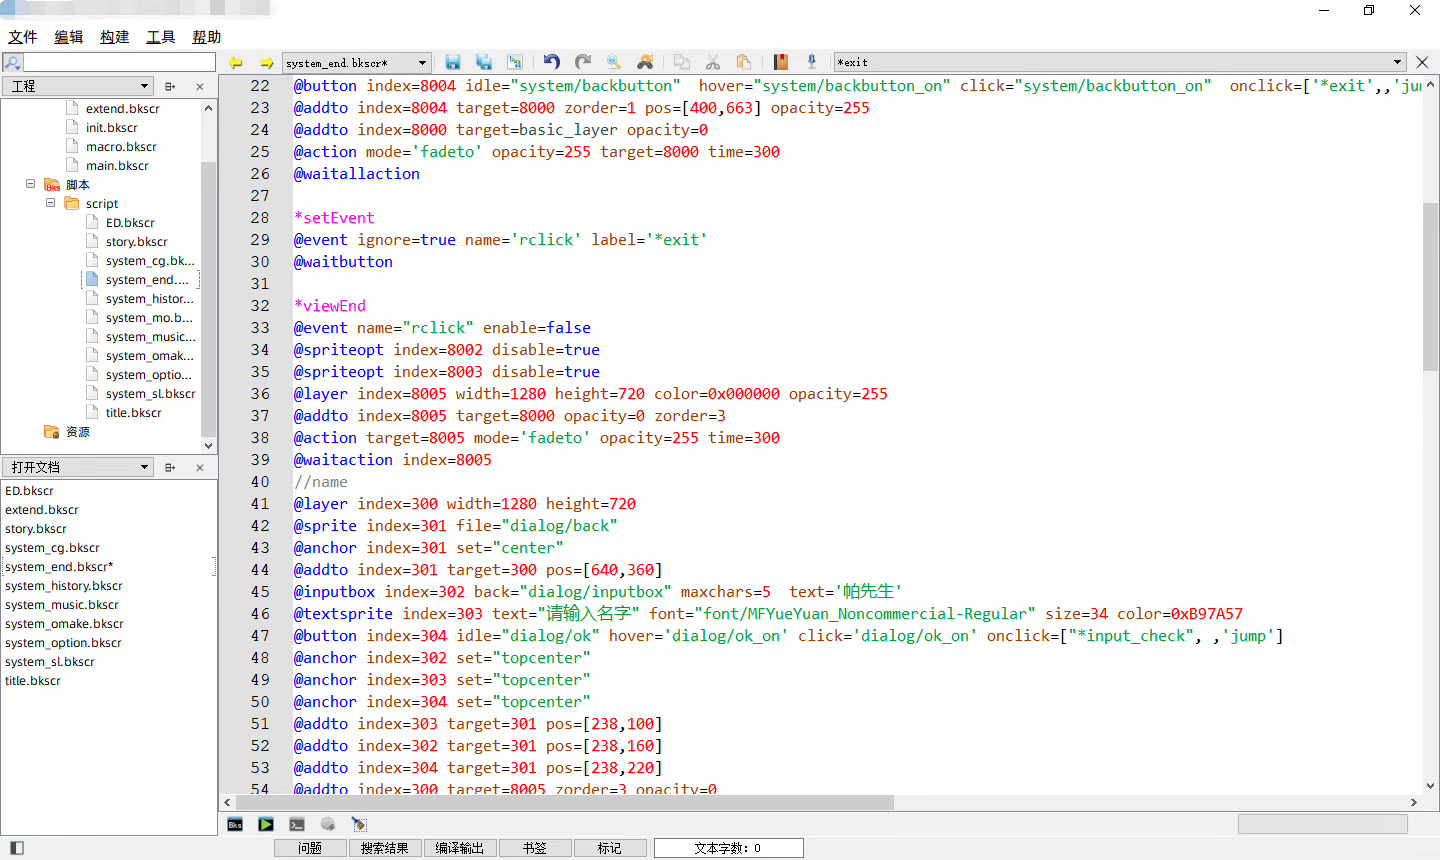 文件 编辑 构建 工具 帮助
system_end.bkscr*
*exit
工程
extend.bkscr
init.bkscr
macro.bkscr
main.bkscr
脚本
script
ED.bkscr
story.bkscr
system_cg.bk...
system_end....
system_histor...
system_mo.b...
system_music...
system_omak...
system_optio...
system_sl.bkscr
title.bkscr
资源
打开文档
ED.bkscr
extend.bkscr
story.bkscr
system_cg.bkscr
system_end.bkscr*
system_history.bkscr
system_music.bkscr
system_omake.bkscr
system_option.bkscr
system_sl.bkscr
title.bkscr
22 @button index=8004 idle="system/backbutton"  hover="system/backbutton_on" click="system/backbutton_on"  onclick=['*exit',,'jum
23 @addto index=8004 target=8000 zorder=1 pos=[400,663] opacity=255
24 @addto index=8000 target=basic_layer opacity=0
25 @action mode='fadeto' opacity=255 target=8000 time=300
26 @waitallaction
27
28 *setEvent
29 @event ignore=true name='rclick' label='*exit'
30 @waitbutton
31
32 *viewEnd
33 @event name="rclick" enable=false
34 @spriteopt index=8002 disable=true
35 @spriteopt index=8003 disable=true
36 @layer index=8005 width=1280 height=720 color=0x000000 opacity=255
37 @addto index=8005 target=8000 opacity=0 zorder=3
38 @action target=8005 mode='fadeto' opacity=255 time=300
39 @waitaction index=8005
40 //name
41 @layer index=300 width=1280 height=720
42 @sprite index=301 file="dialog/back"
43 @anchor index=301 set="center"
44 @addto index=301 target=300 pos=[640,360]
45 @inputbox index=302 back="dialog/inputbox" maxchars=5  text='帕先生'
46 @textsprite index=303 text="请输入名字" font="font/MFYueYuan_Noncommercial-Regular" size=34 color=0xB97A57
47 @button index=304 idle="dialog/ok" hover='dialog/ok_on' click='dialog/ok_on' onclick=["*input_check", ,'jump']
48 @anchor index=302 set="topcenter"
49 @anchor index=303 set="topcenter"
50 @anchor index=304 set="topcenter"
51 @addto index=303 target=301 pos=[238,100]
52 @addto index=302 target=301 pos=[238,160]
53 @addto index=304 target=301 pos=[238,220]
54 @addto index=300 target=8005 zorder=3 opacity=0
Bks
问题 搜索结果 编译输出 书签 标记 文本字数: 0